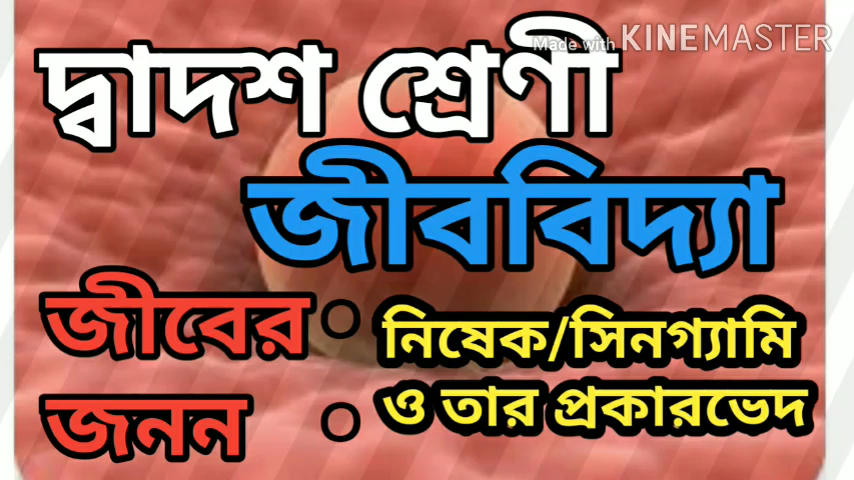 Made with KINEMASTER
দ্বাদশ শ্রেণী
জীববিদ্যা
জীবের
জনন
নিষেক/সিনগ্যামি
ও তার প্রকারভেদ